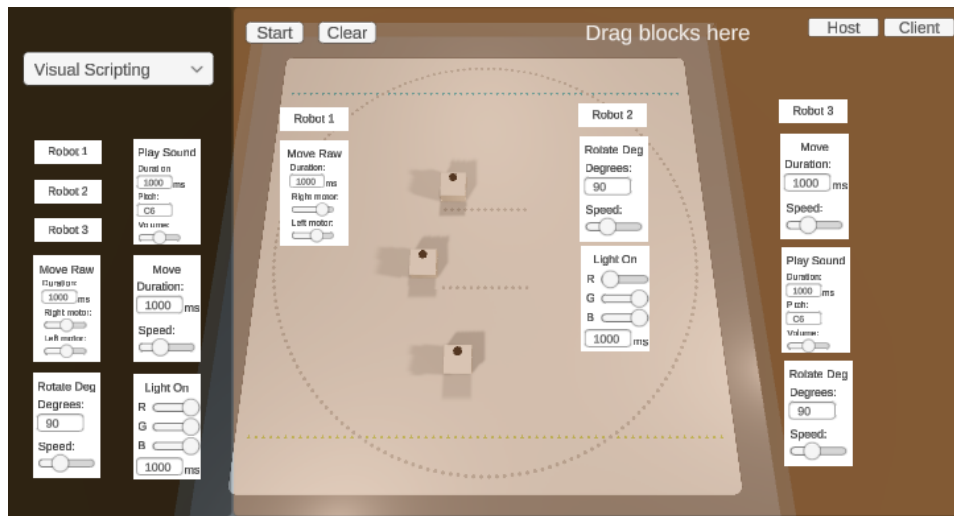 Start
Clear
Drag blocks here
Host
Client
Visual Scripting
Robot 1
Robot 2
Robot 3
Play Sound
Duration
1000 ms
Pitch:
C6
Volume:
Move Raw
Duration:
1000 ms
Right motor:
Left motor:
Move
Duration:
1000 ms
Speed:
Rotate Deg
Degrees:
90
Speed:
Light On
R
G
B
1000 ms
Robot 1
Move Raw
Duration:
1000 ms
Right motor:
Left motor:
Robot 2
Rotate Deg
Degrees:
90
Speed:
Light On
R
G
B
1000 ms
Robot 3
Move
Duration:
1000 ms
Speed:
Play Sound
Duration:
1000 ms
Pitch:
C6
Volume:
Rotate Deg
Degrees:
90
Speed: